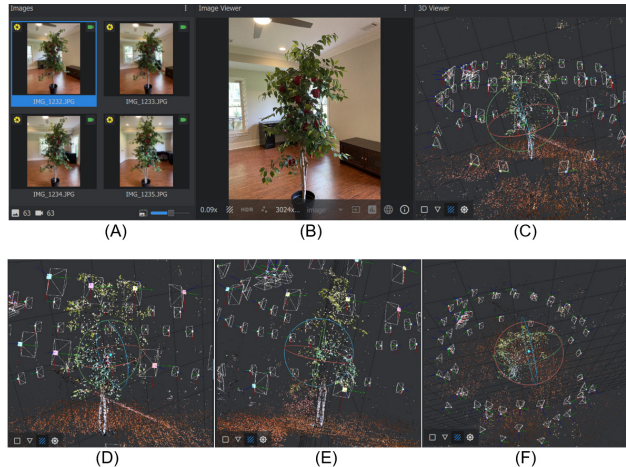 Images
Image Viewer
3D Viewer
IMG_1232.JPG
IMG_1233.JPG
IMG_1234.JPG
IMG_1235.JPG
63
63
0.09x
HDR
3024x...
image
(A)
(B)
(C)
(D)
(E)
(F)